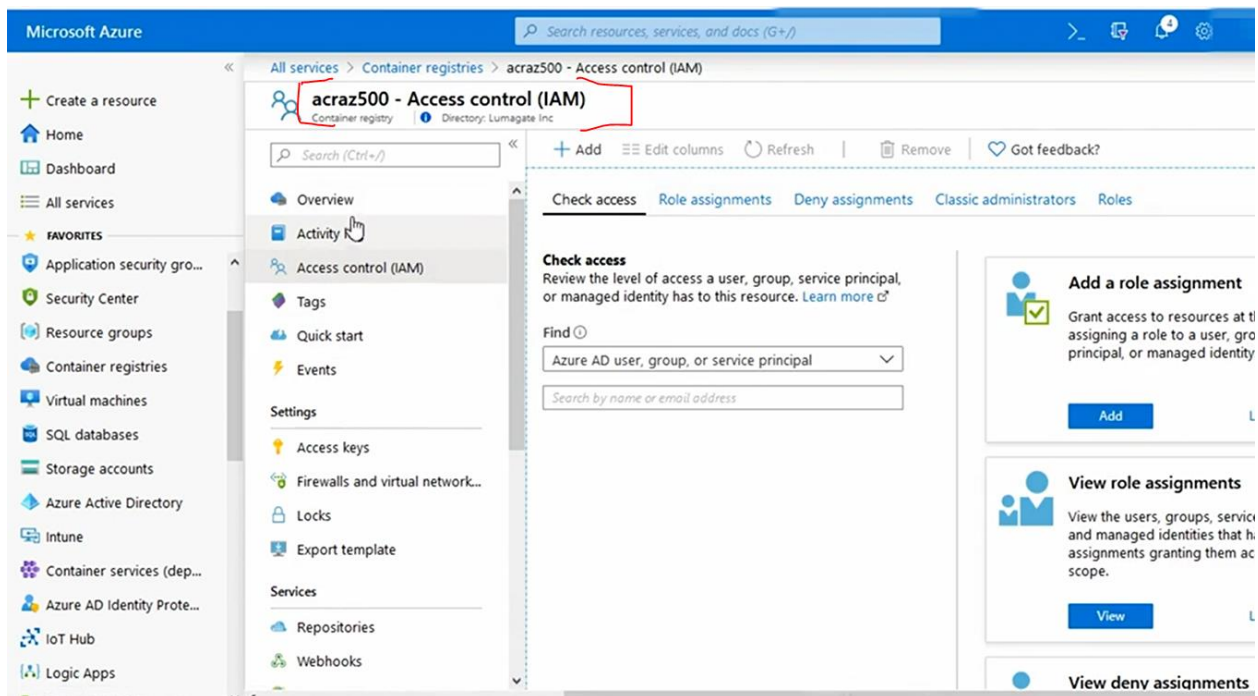 Microsoft Azure
Search resources, services, and docs (G+/)
4
All services > Container registries > acraz500 - Access control (IAM)
acraz500 - Access control (IAM)
Container registry
Directory: Lumagate Inc
Create a resource
Home
Dashboard
All services
FAVORITES
Application security gro...
Security Center
Resource groups
Container registries
Virtual machines
SQL databases
Storage accounts
Azure Active Directory
Intune
Container services (dep...
Azure AD Identity Prote...
IoT Hub
Logic Apps
Search (Ctrl+/)
Overview
Activity
Access control (IAM)
Tags
Quick start
Events
Settings
Access keys
Firewalls and virtual network...
Locks
Export template
Services
Repositories
Webhooks
Add
Edit columns
Refresh
Remove
Got feedback?
Check access
Role assignments
Deny assignments
Classic administrators
Roles
Check access
Review the level of access a user, group, service principal,
or managed identity has to this resource. Learn more
Find
Azure AD user, group, or service principal
Search by name or email address
Add a role assignment
Grant access to resources at
assigning a role to a user,
principal, or managed identity
Add
View role assignments
View the users, groups,
and managed identities that
assignments granting them
scope.
View
View deny assignments